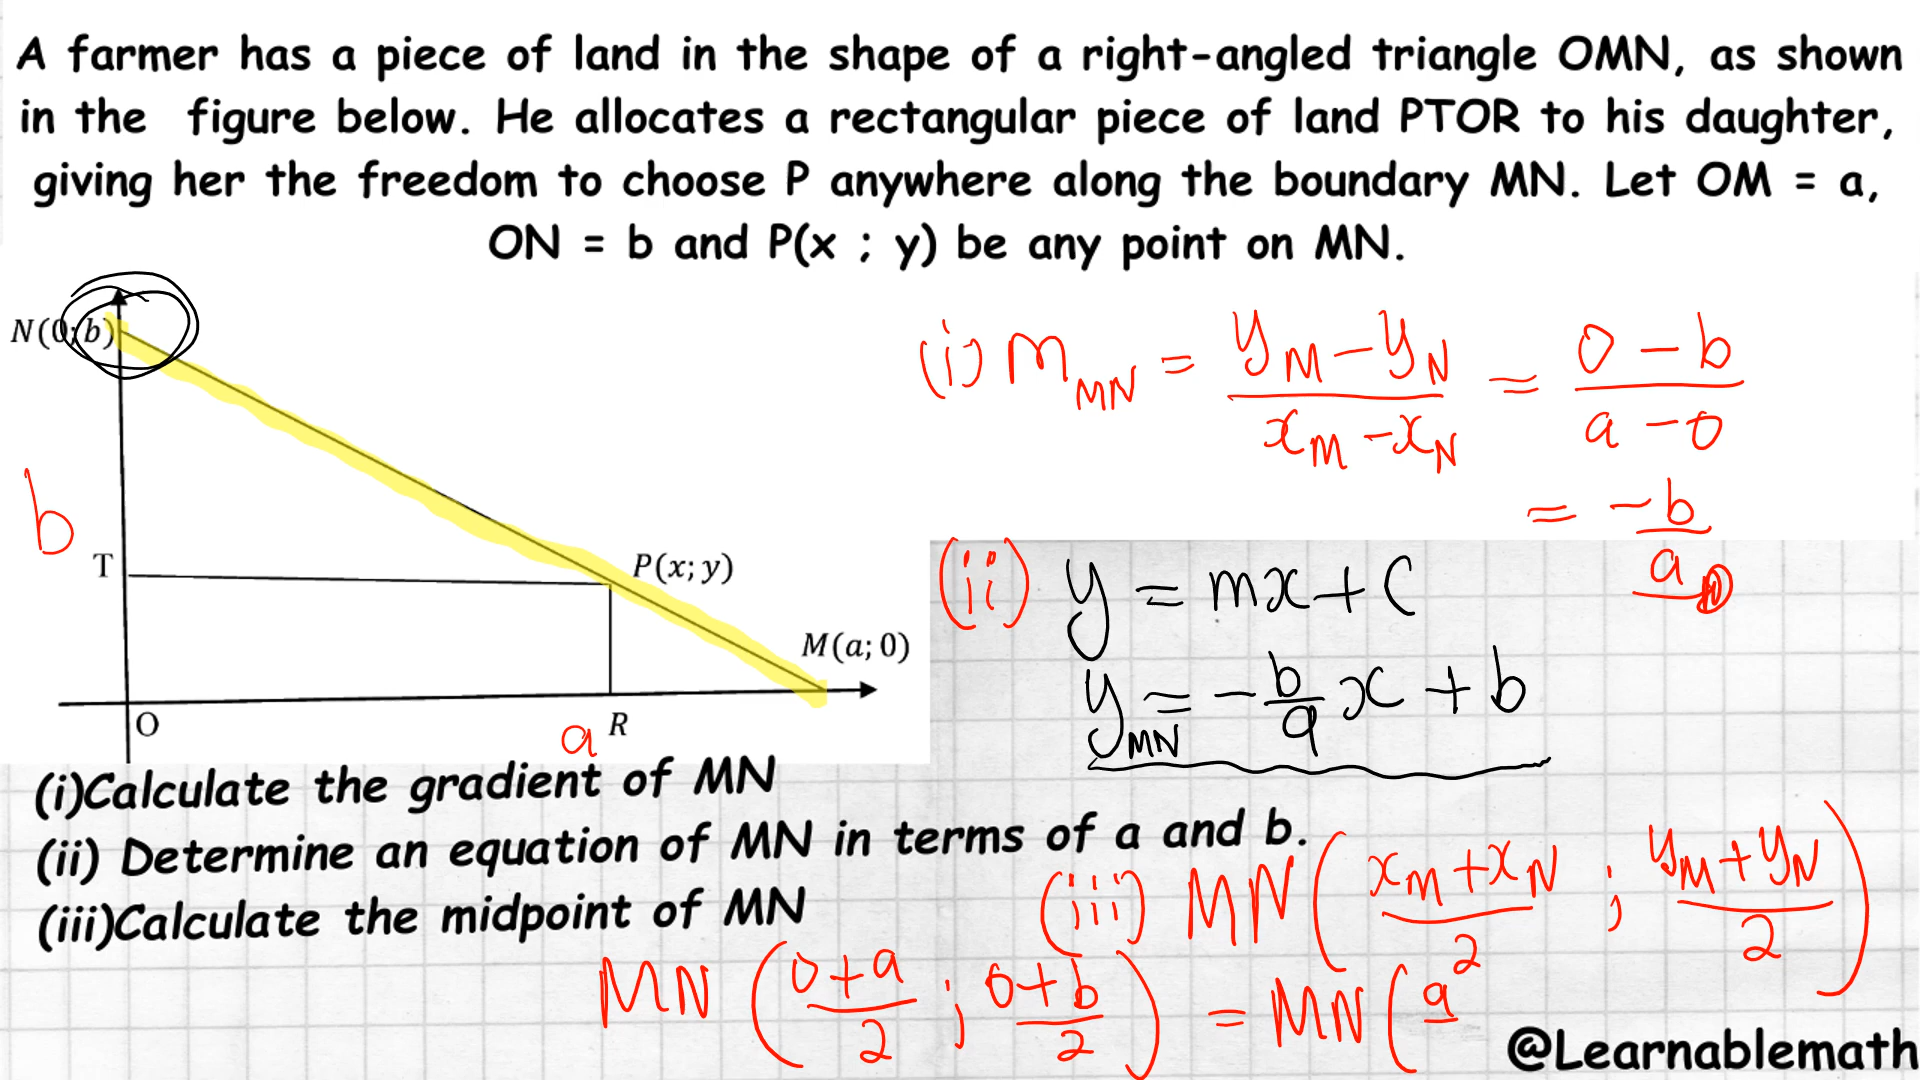 A farmer has a piece of land in the shape of a right-angled triangle OMN, as shown
in the figure below. He allocates a rectangular piece of land PTOR to his daughter,
giving her the freedom to choose P anywhere along the boundary MN. Let OM = a,
ON = b and P(x ; y) be any point on MN.
N(0; b)
b
T
P(x; y)
M(a; 0)
O
a
R
(i) m_MN = (y_M - y_N)/(x_M - x_N) = (0 - b)/(a - 0)
= -b/a
(ii) y = mx + c
y_MN = -b/a x + b
(i)Calculate the gradient of MN
(ii) Determine an equation of MN in terms of a and b.
(iii)Calculate the midpoint of MN
(iii) MN ((x_M + x_N)/2 ; (y_M + y_N)/2)
MN ((0 + a)/2 ; (0 + b)/2) = MN (a
@Learnablemath